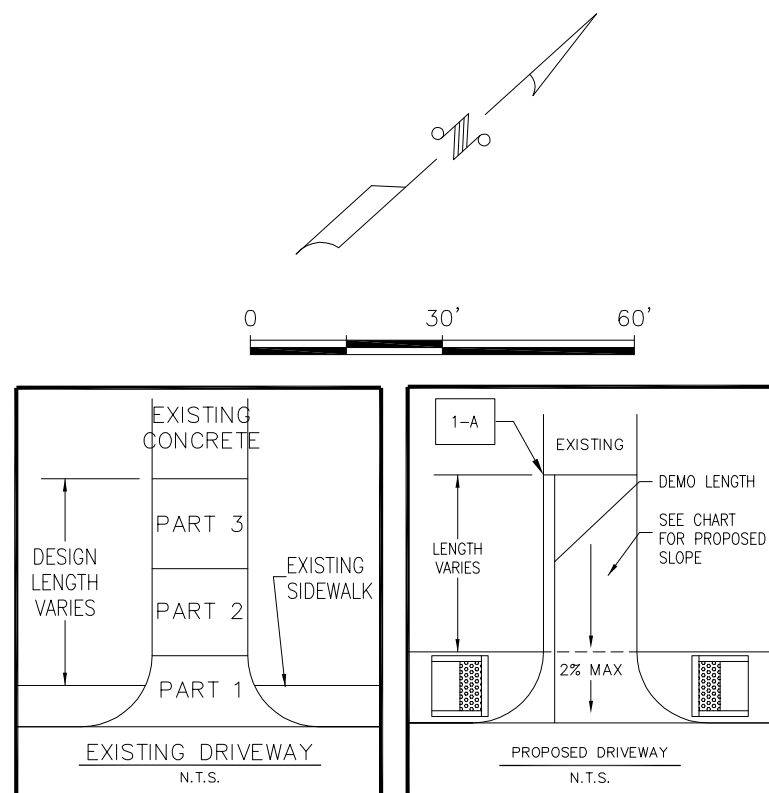 N
0 30' 60'
EXISTING
CONCRETE
PART 3
DESIGN
LENGTH
VARIES
PART 2
EXISTING
SIDEWALK
PART 1
EXISTING DRIVEWAY
N.T.S.
1-A
EXISTING
DEMO LENGTH
SEE CHART
FOR PROPOSED
SLOPE
LENGTH
VARIES
2% MAX
PROPOSED DRIVEWAY
N.T.S.